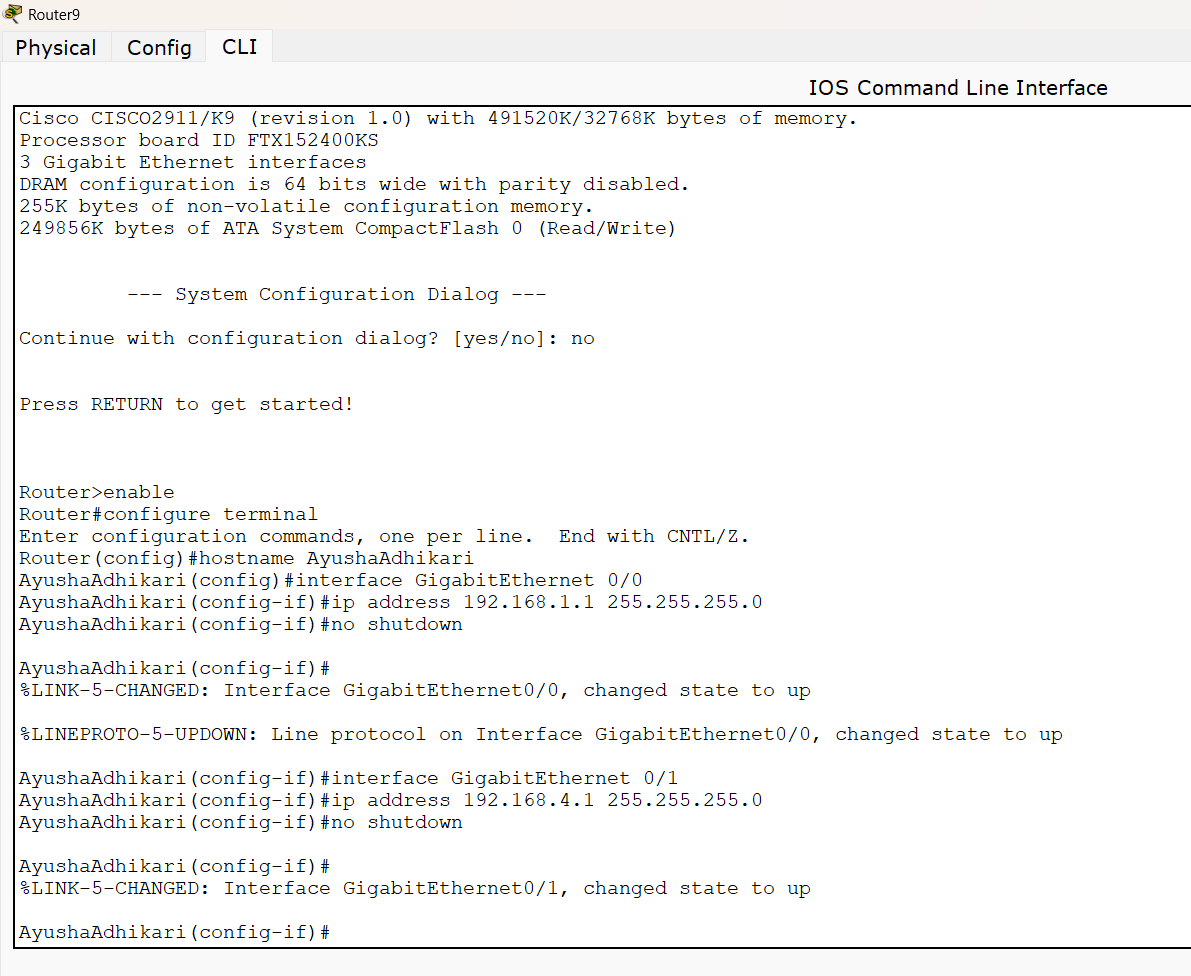 Router9
Physical Config CLI
IOS Command Line Interface
Cisco CISCO2911/K9 (revision 1.0) with 491520K/32768K bytes of memory.
Processor board ID FTX152400KS
3 Gigabit Ethernet interfaces
DRAM configuration is 64 bits wide with parity disabled.
255K bytes of non-volatile configuration memory.
249856K bytes of ATA System CompactFlash 0 (Read/Write)
--- System Configuration Dialog ---
Continue with configuration dialog? [yes/no]: no
Press RETURN to get started!
Router>enable
Router#configure terminal
Enter configuration commands, one per line.  End with CNTL/Z.
Router(config)#hostname AyushaAdhikari
AyushaAdhikari(config)#interface GigabitEthernet 0/0
AyushaAdhikari(config-if)#ip address 192.168.1.1 255.255.255.0
AyushaAdhikari(config-if)#no shutdown
AyushaAdhikari(config-if)#
%LINK-5-CHANGED: Interface GigabitEthernet0/0, changed state to up
%LINEPROTO-5-UPDOWN: Line protocol on Interface GigabitEthernet0/0, changed state to up
AyushaAdhikari(config-if)#interface GigabitEthernet 0/1
AyushaAdhikari(config-if)#ip address 192.168.4.1 255.255.255.0
AyushaAdhikari(config-if)#no shutdown
AyushaAdhikari(config-if)#
%LINK-5-CHANGED: Interface GigabitEthernet0/1, changed state to up
AyushaAdhikari(config-if)#